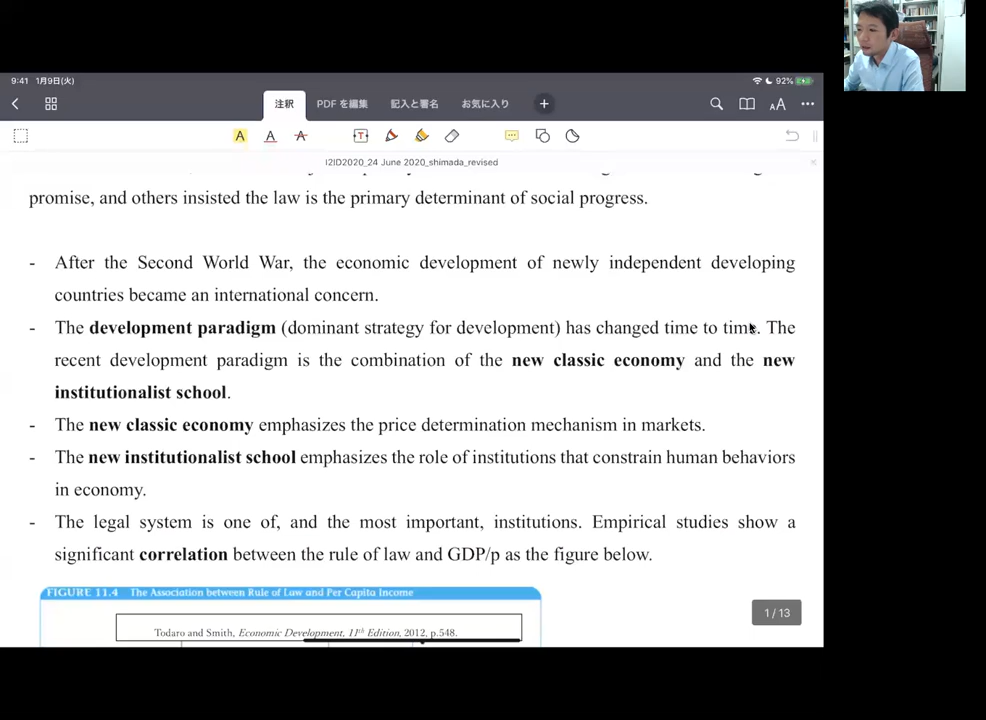 9:41 1月9日(火)
92%
注釈 PDF を編集 記入と署名 お気に入り
AA
A A A T
I2ID2020_24 June 2020_shimada_revised
promise, and others insisted the law is the primary determinant of social progress.
- After the Second World War, the economic development of newly independent developing
countries became an international concern.
- The development paradigm (dominant strategy for development) has changed time to time. The
recent development paradigm is the combination of the new classic economy and the new
institutionalist school.
- The new classic economy emphasizes the price determination mechanism in markets.
- The new institutionalist school emphasizes the role of institutions that constrain human behaviors
in economy.
- The legal system is one of, and the most important, institutions. Empirical studies show a
significant correlation between the rule of law and GDP/p as the figure below.
1 / 13
FIGURE 11.4 The Association between Rule of Law and Per Capita Income
Todaro and Smith, Economic Development, 11th Edition, 2012, p.548.